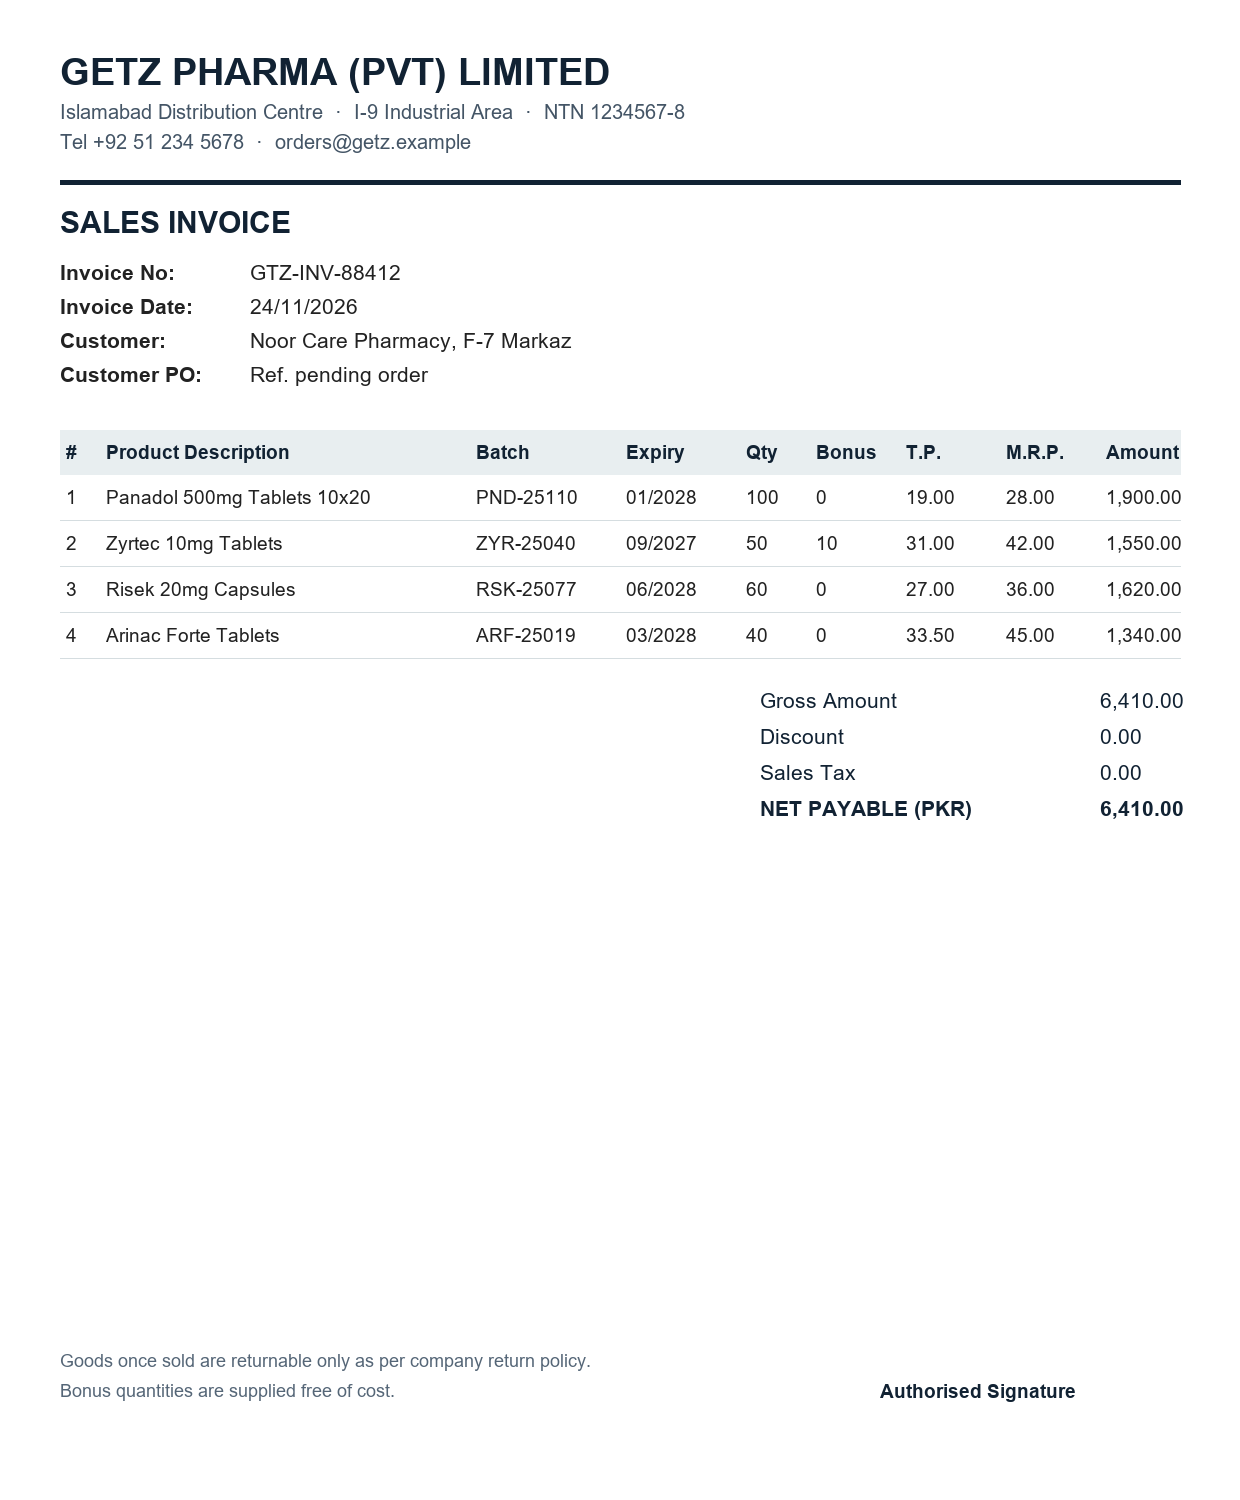 GETZ PHARMA (PVT) LIMITED
Islamabad Distribution Centre · I-9 Industrial Area · NTN 1234567-8
Tel +92 51 234 5678 · orders@getz.example
SALES INVOICE
Invoice No: GTZ-INV-88412
Invoice Date: 24/11/2026
Customer: Noor Care Pharmacy, F-7 Markaz
Customer PO: Ref. pending order
# Product Description Batch Expiry Qty Bonus T.P. M.R.P. Amount
1 Panadol 500mg Tablets 10x20 PND-25110 01/2028 100 0 19.00 28.00 1,900.00
2 Zyrtec 10mg Tablets ZYR-25040 09/2027 50 10 31.00 42.00 1,550.00
3 Risek 20mg Capsules RSK-25077 06/2028 60 0 27.00 36.00 1,620.00
4 Arinac Forte Tablets ARF-25019 03/2028 40 0 33.50 45.00 1,340.00
Gross Amount 6,410.00
Discount 0.00
Sales Tax 0.00
NET PAYABLE (PKR) 6,410.00
Goods once sold are returnable only as per company return policy.
Bonus quantities are supplied free of cost. Authorised Signature